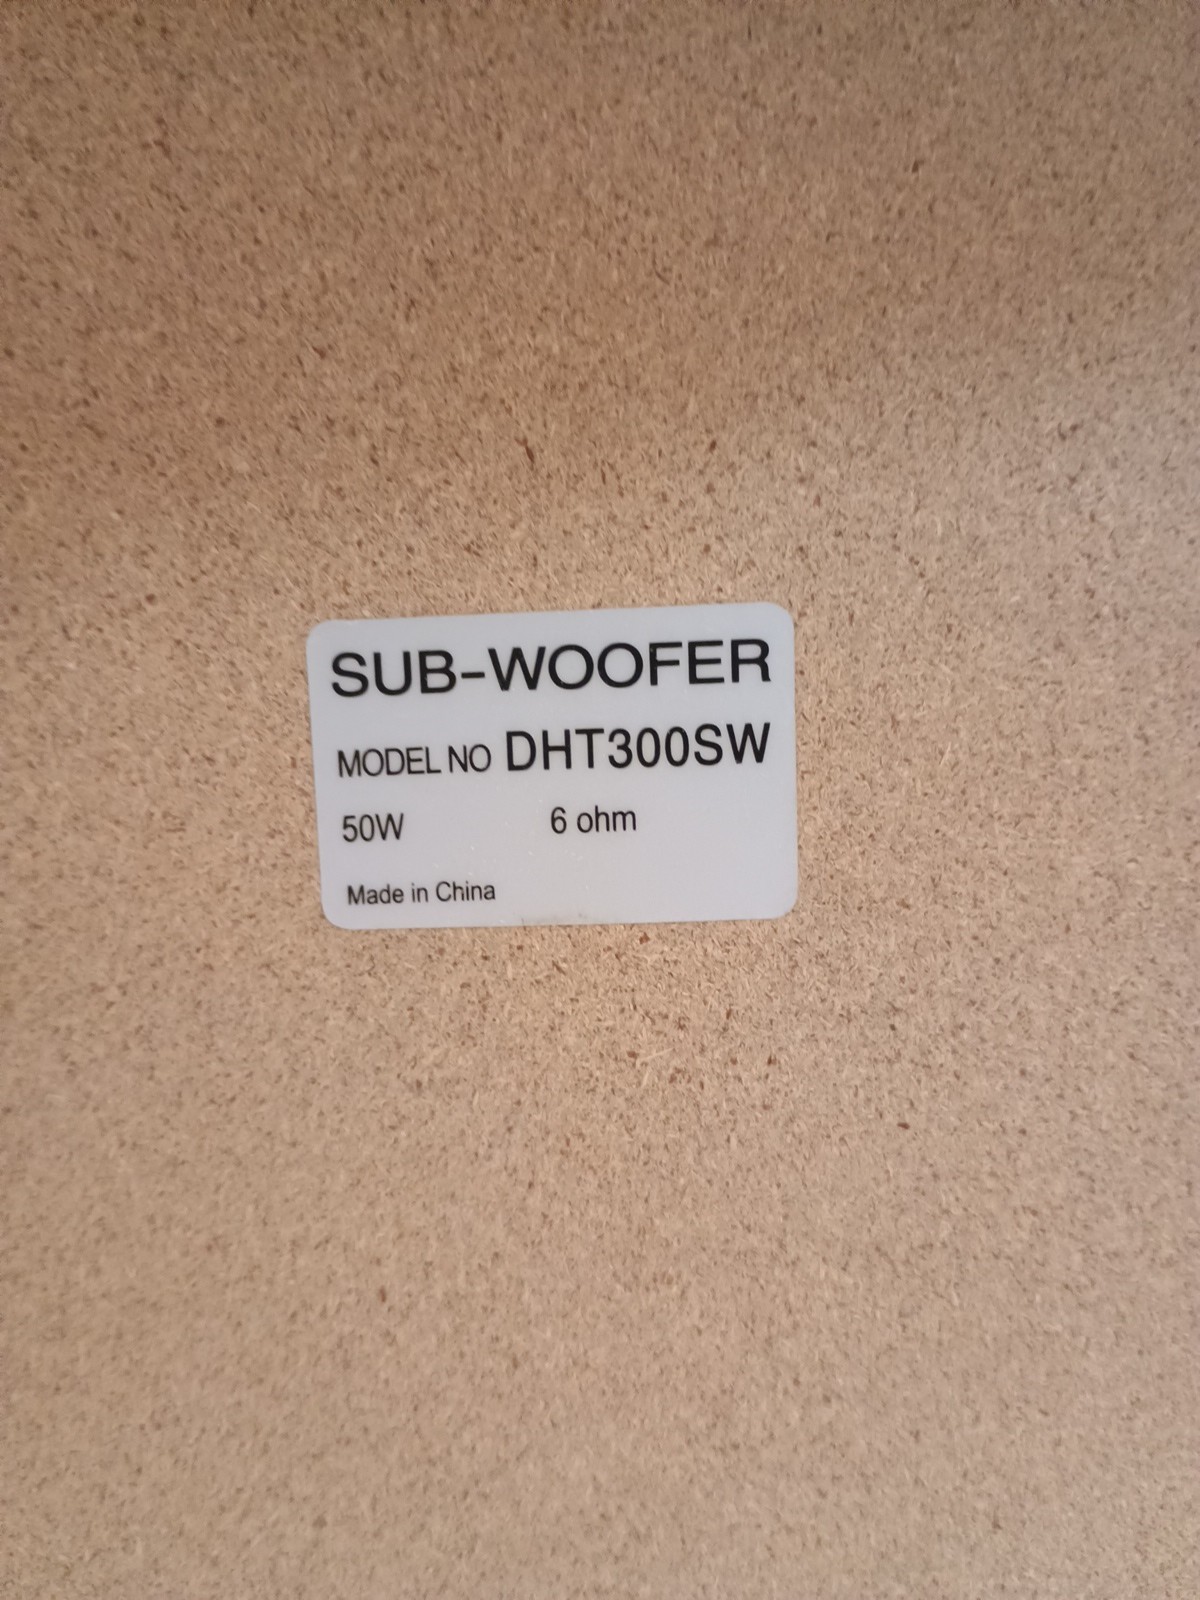 SUB-WOOFER
MODEL NO DHT300SW
50W 6 ohm
Made in China